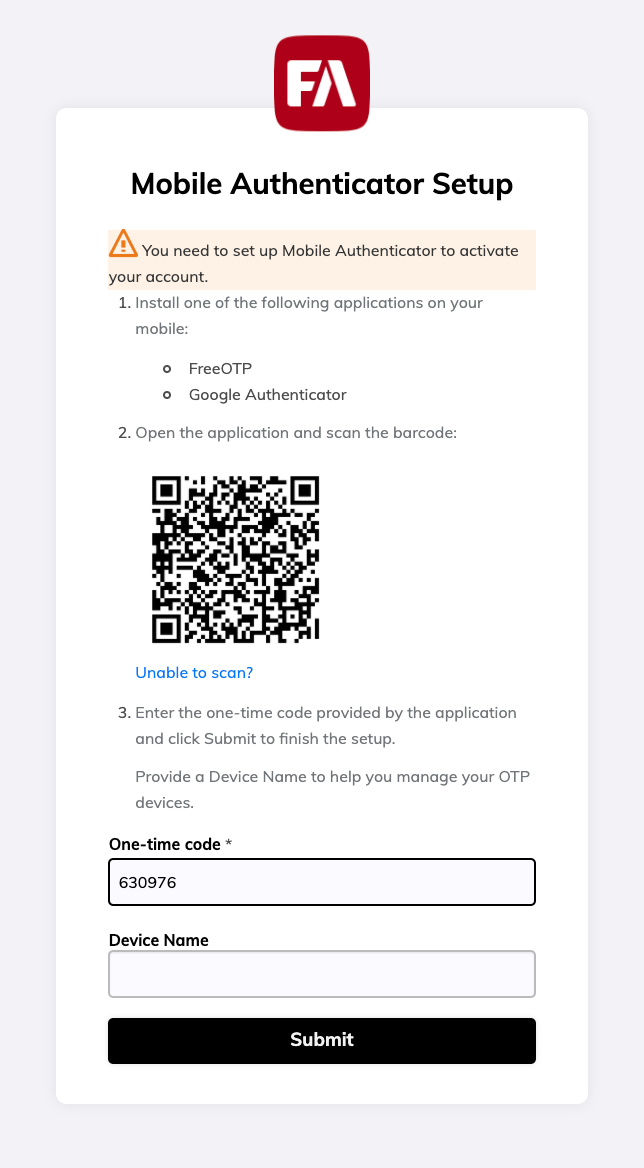 FA
Mobile Authenticator Setup
You need to set up Mobile Authenticator to activate
your account.
1. Install one of the following applications on your
mobile:
FreeOTP
Google Authenticator
2. Open the application and scan the barcode:
Unable to scan?
3. Enter the one-time code provided by the application
and click Submit to finish the setup.
Provide a Device Name to help you manage your OTP
devices.
One-time code *
630976
Device Name
Submit